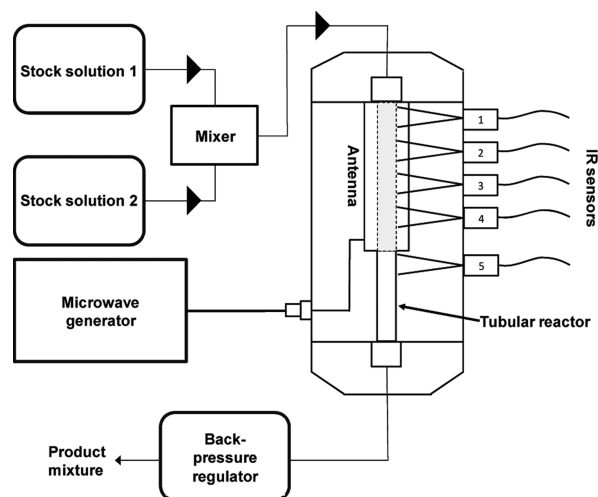 Stock solution 1
Mixer
Stock solution 2
Microwave
generator
Antenna
1
2
3
4
5
IR sensors
Tubular reactor
Back-
pressure
regulator
Product
mixture